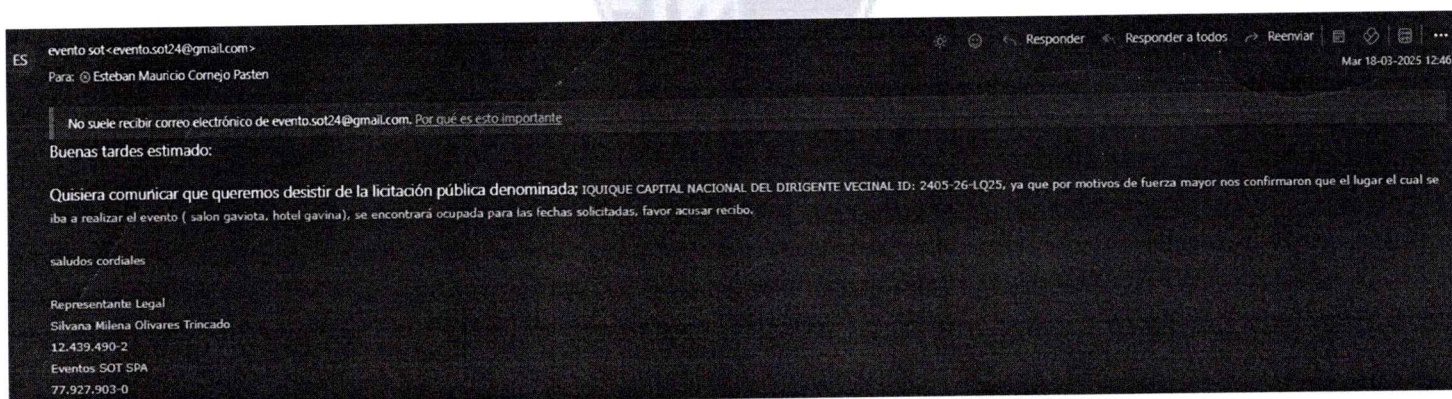 ES
evento sot<evento.sot24@gmail.com>
Responder
Responder a todos
Reenviar
Para: Esteban Mauricio Cornejo Pasten
Mar 18-03-2025 12:46
No suele recibir correo electrónico de evento.sot24@gmail.com. Por qué es esto importante
Buenas tardes estimado:
Quisiera comunicar que queremos desistir de la licitación pública denominada; IQUIQUE CAPITAL NACIONAL DEL DIRIGENTE VECINAL ID: 2405-26-LQ25, ya que por motivos de fuerza mayor nos confirmaron que el lugar el cual se
iba a realizar el evento ( salon gaviota, hotel gavina), se encontrará ocupada para las fechas solicitadas, favor acusar recibo.
saludos cordiales
Representante Legal
Silvana Milena Olivares Trincado
12.439.490-2
Eventos SOT SPA
77.927.903-0